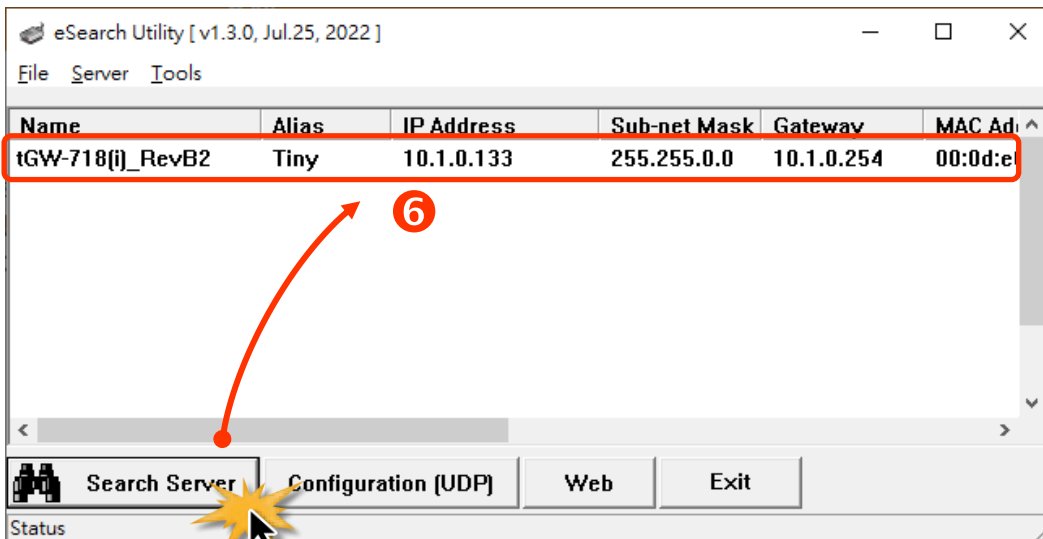 eSearch Utility [ v1.3.0, Jul.25, 2022 ]
File Server Tools
Name Alias IP Address Sub-net Mask Gateway MAC
tGW-718(i)_RevB2 Tiny 10.1.0.133 255.255.0.0 10.1.0.254
6
Search Server Configuration (UDP) Web Exit
Status